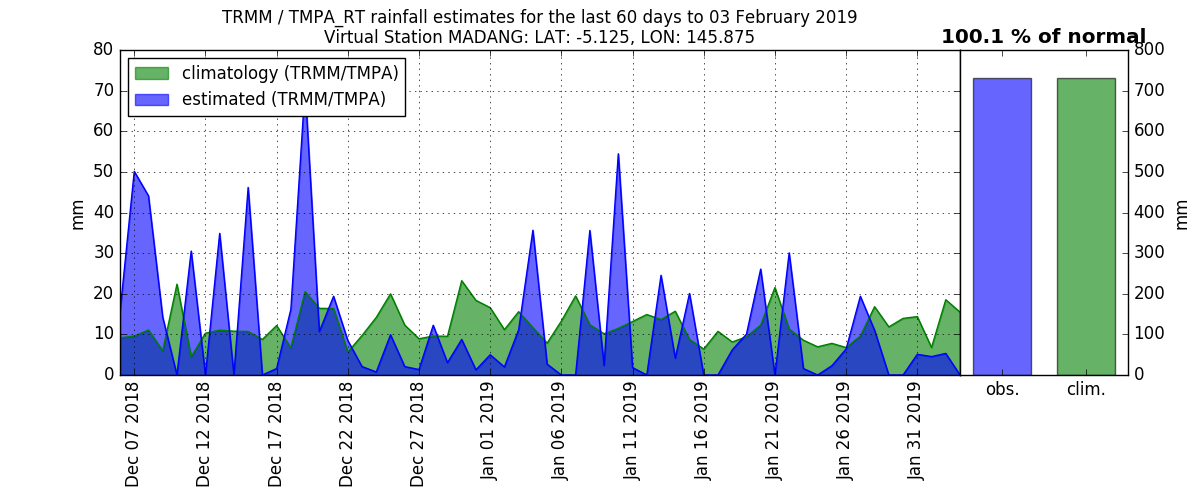 TRMM / TMPA_RT rainfall estimates for the last 60 days to 03 February 2019
Virtual Station MADANG: LAT: -5.125, LON: 145.875
100.1 % of normal
climatology (TRMM/TMPA)
estimated (TRMM/TMPA)
80
70
60
50
40
30
20
10
0
mm
Dec 07 2018
Dec 12 2018
Dec 17 2018
Dec 22 2018
Dec 27 2018
Jan 01 2019
Jan 06 2019
Jan 11 2019
Jan 16 2019
Jan 21 2019
Jan 26 2019
Jan 31 2019
obs.
clim.
800
700
600
500
400
300
200
100
0
mm